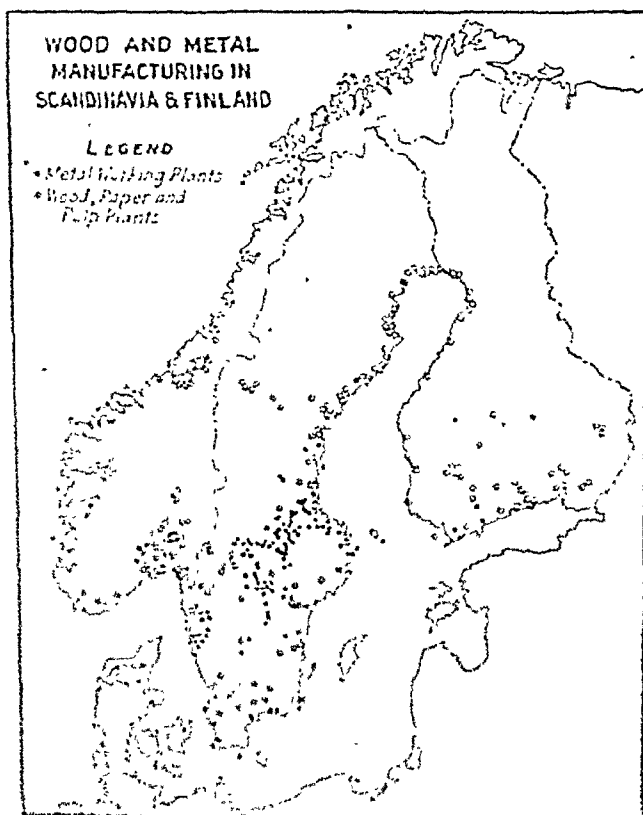 WOOD AND METAL
MANUFACTURING IN
SCANDINAVIA & FINLAND
LEGEND
Metal Working Plants
Wood, Paper and
Pulp Plants